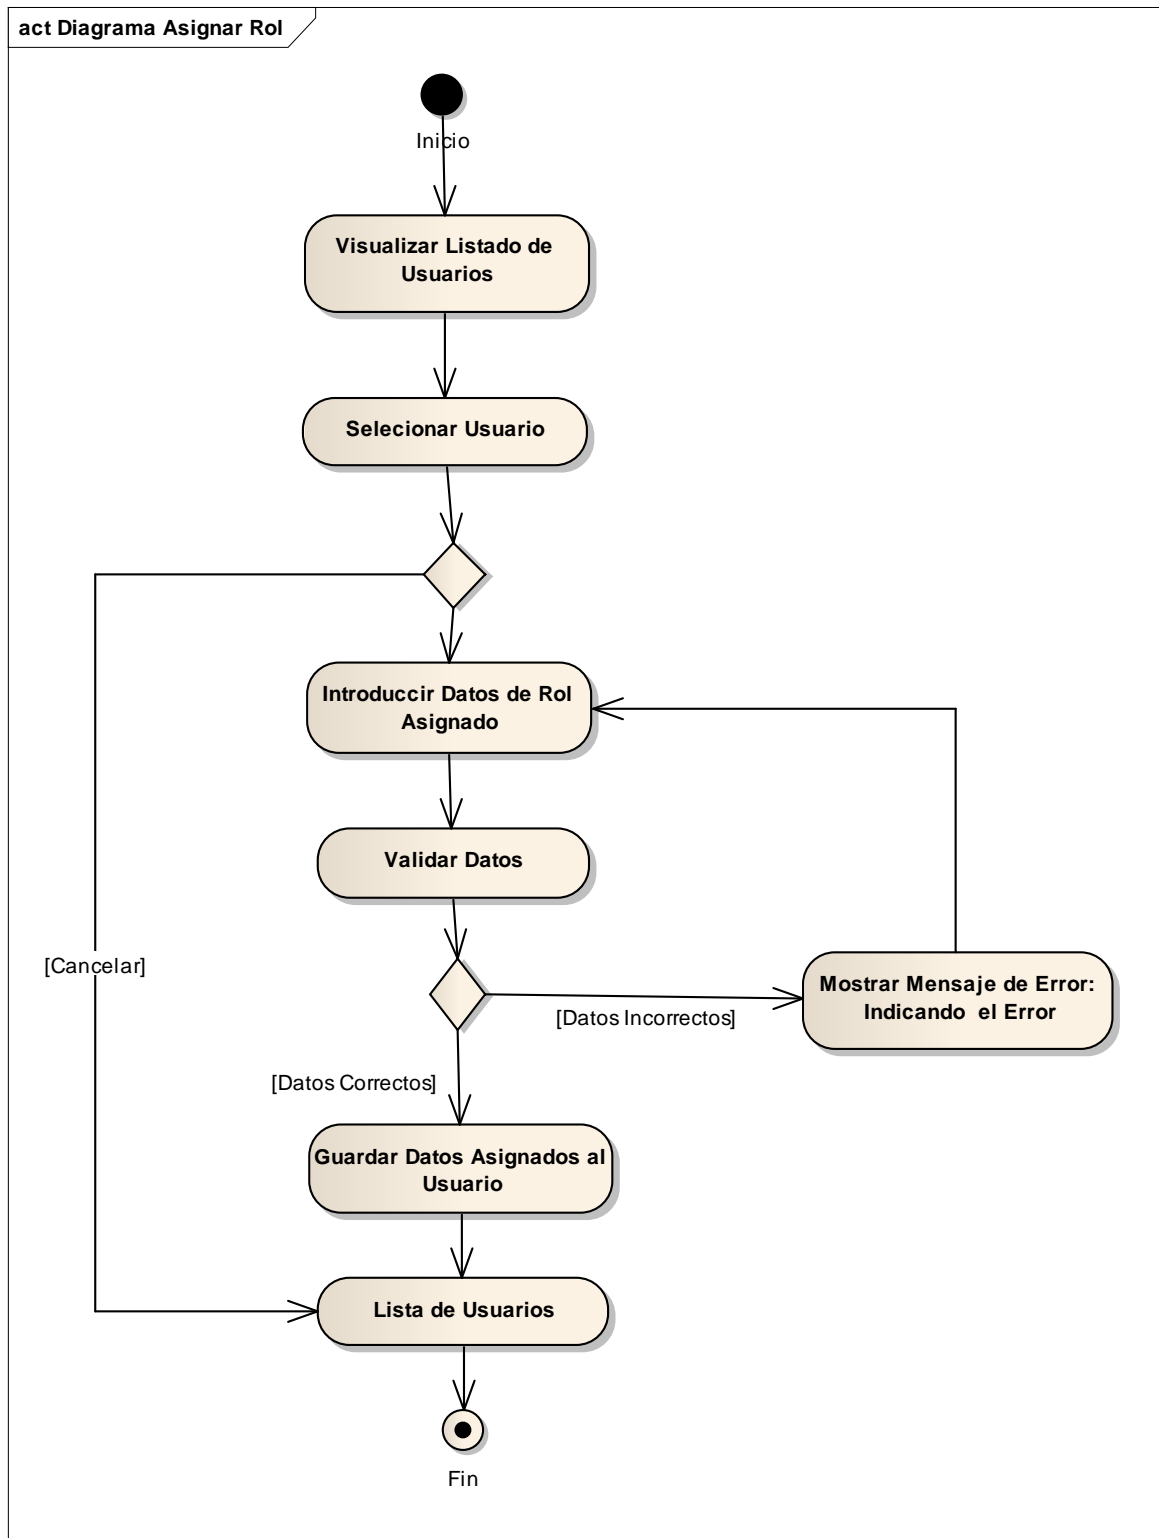 act Diagrama Asignar Rol
Inicio
Visualizar Listado de
Usuarios
Selecionar Usuario
Introduccir Datos de Rol
Asignado
Validar Datos
[Cancelar]
Mostrar Mensaje de Error:
Indicando el Error
[Datos Incorrectos]
[Datos Correctos]
Guardar Datos Asignados al
Usuario
Lista de Usuarios
Fin